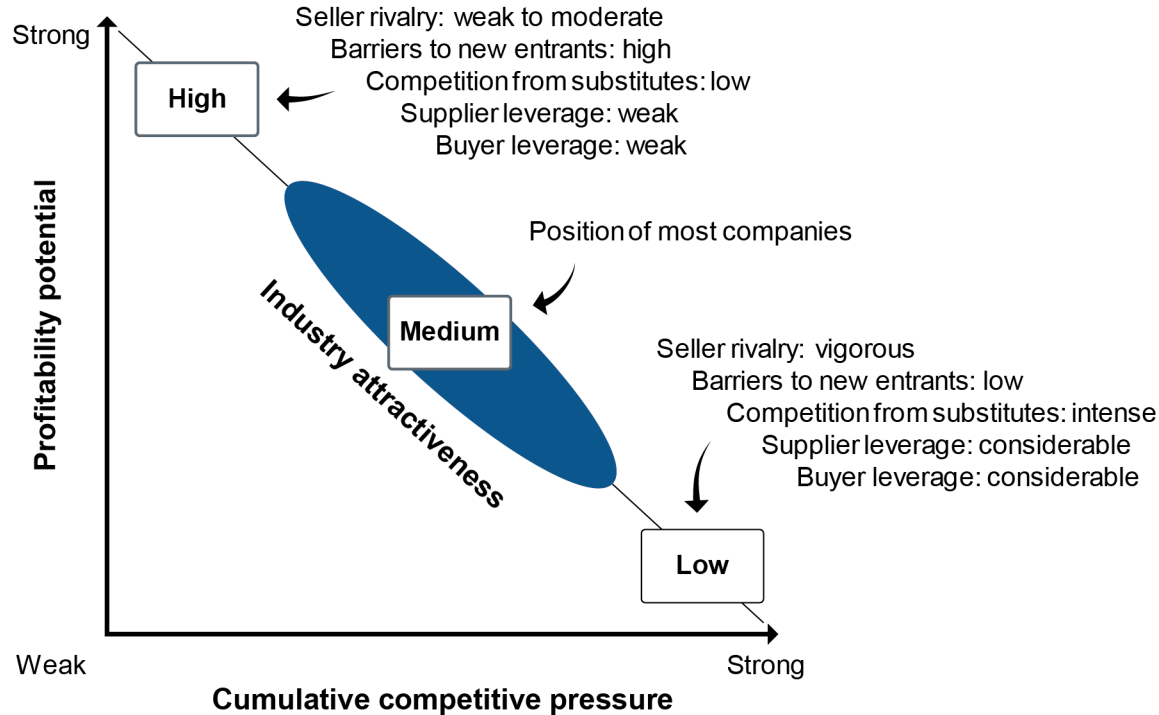 Strong
Seller rivalry: weak to moderate
Barriers to new entrants: high
Competition from substitutes: low
Supplier leverage: weak
Buyer leverage: weak
High
Profitability potential
Position of most companies
Medium
Industry attractiveness
Seller rivalry: vigorous
Barriers to new entrants: low
Competition from substitutes: intense
Supplier leverage: considerable
Buyer leverage: considerable
Low
Weak
Strong
Cumulative competitive pressure